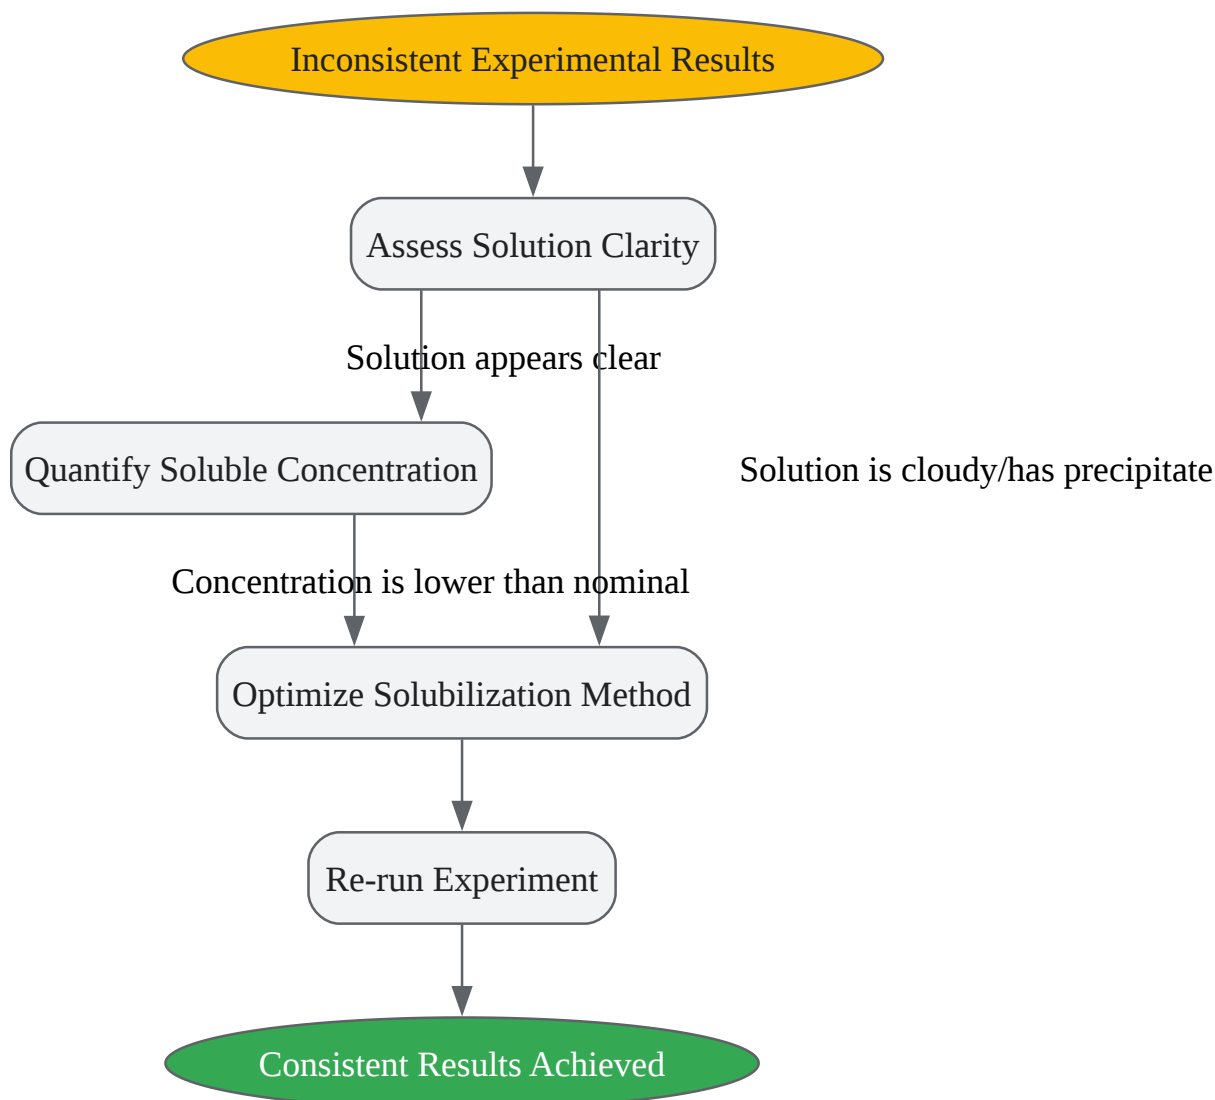 Inconsistent Experimental Results
Assess Solution Clarity
Solution appears clear
Quantify Soluble Concentration
Solution is cloudy/has precipitate
Concentration is lower than nominal
Optimize Solubilization Method
Re-run Experiment
Consistent Results Achieved